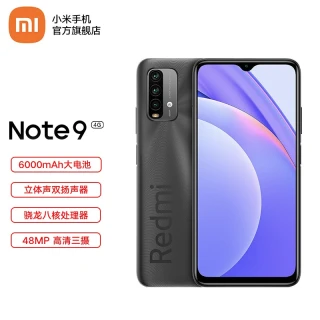 小米手机
官方旗舰店
Note 9 4G
6000mAh大电池
立体声双扬声器
骁龙八核处理器
48MP 高清三摄
Redmi